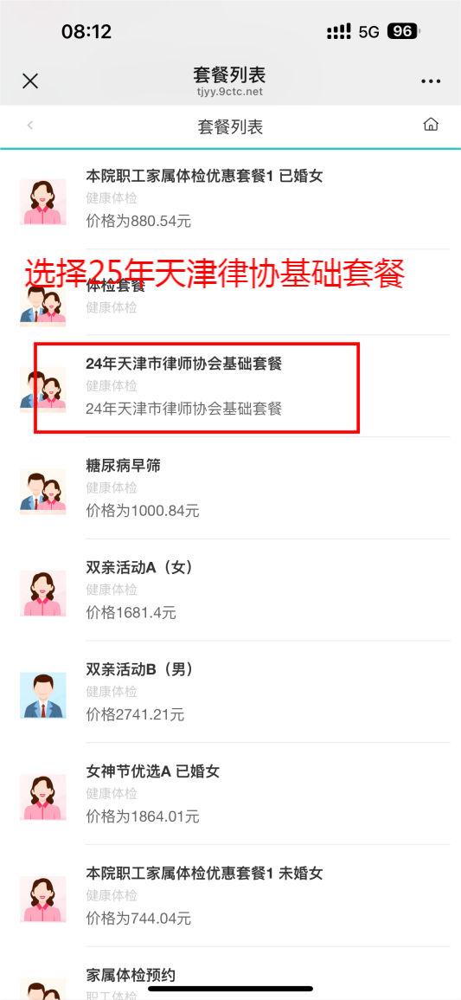 08:12
5G 96
套餐列表
tjyy.9ctc.net
套餐列表
本院职工家属体检优惠套餐1 已婚女
健康体检
价格为880.54元
选择25年天津律协基础套餐
体检套餐
健康体检
24年天津市律师协会基础套餐
健康体检
24年天津市律师协会基础套餐
糖尿病早筛
健康体检
价格为1000.84元
双亲活动A（女）
健康体检
价格1681.4元
双亲活动B（男）
健康体检
价格2741.21元
女神节优选A 已婚女
健康体检
价格为1864.01元
本院职工家属体检优惠套餐1 未婚女
健康体检
价格为744.04元
家属体检预约
职工体检